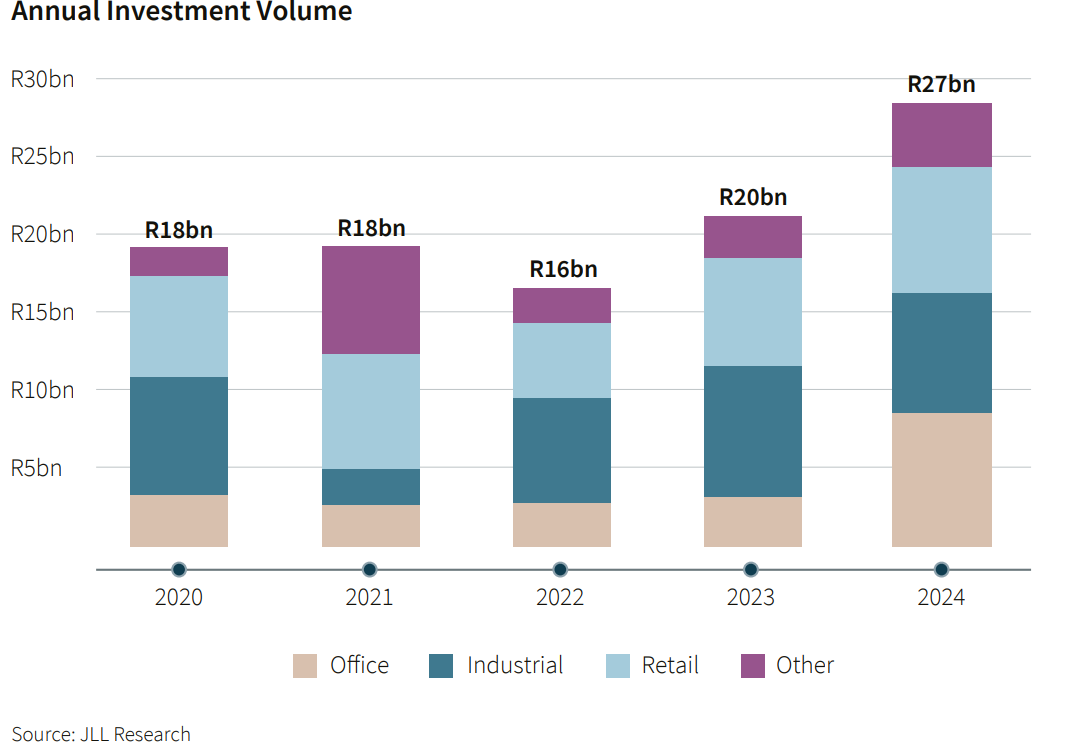 Annual Investment Volume
R30bn
R27bn
R25bn
R20bn
R20bn
R18bn
R18bn
R16bn
R15bn
R10bn
R5bn
2020 2021 2022 2023 2024
Office Industrial Retail Other
Source: JLL Research